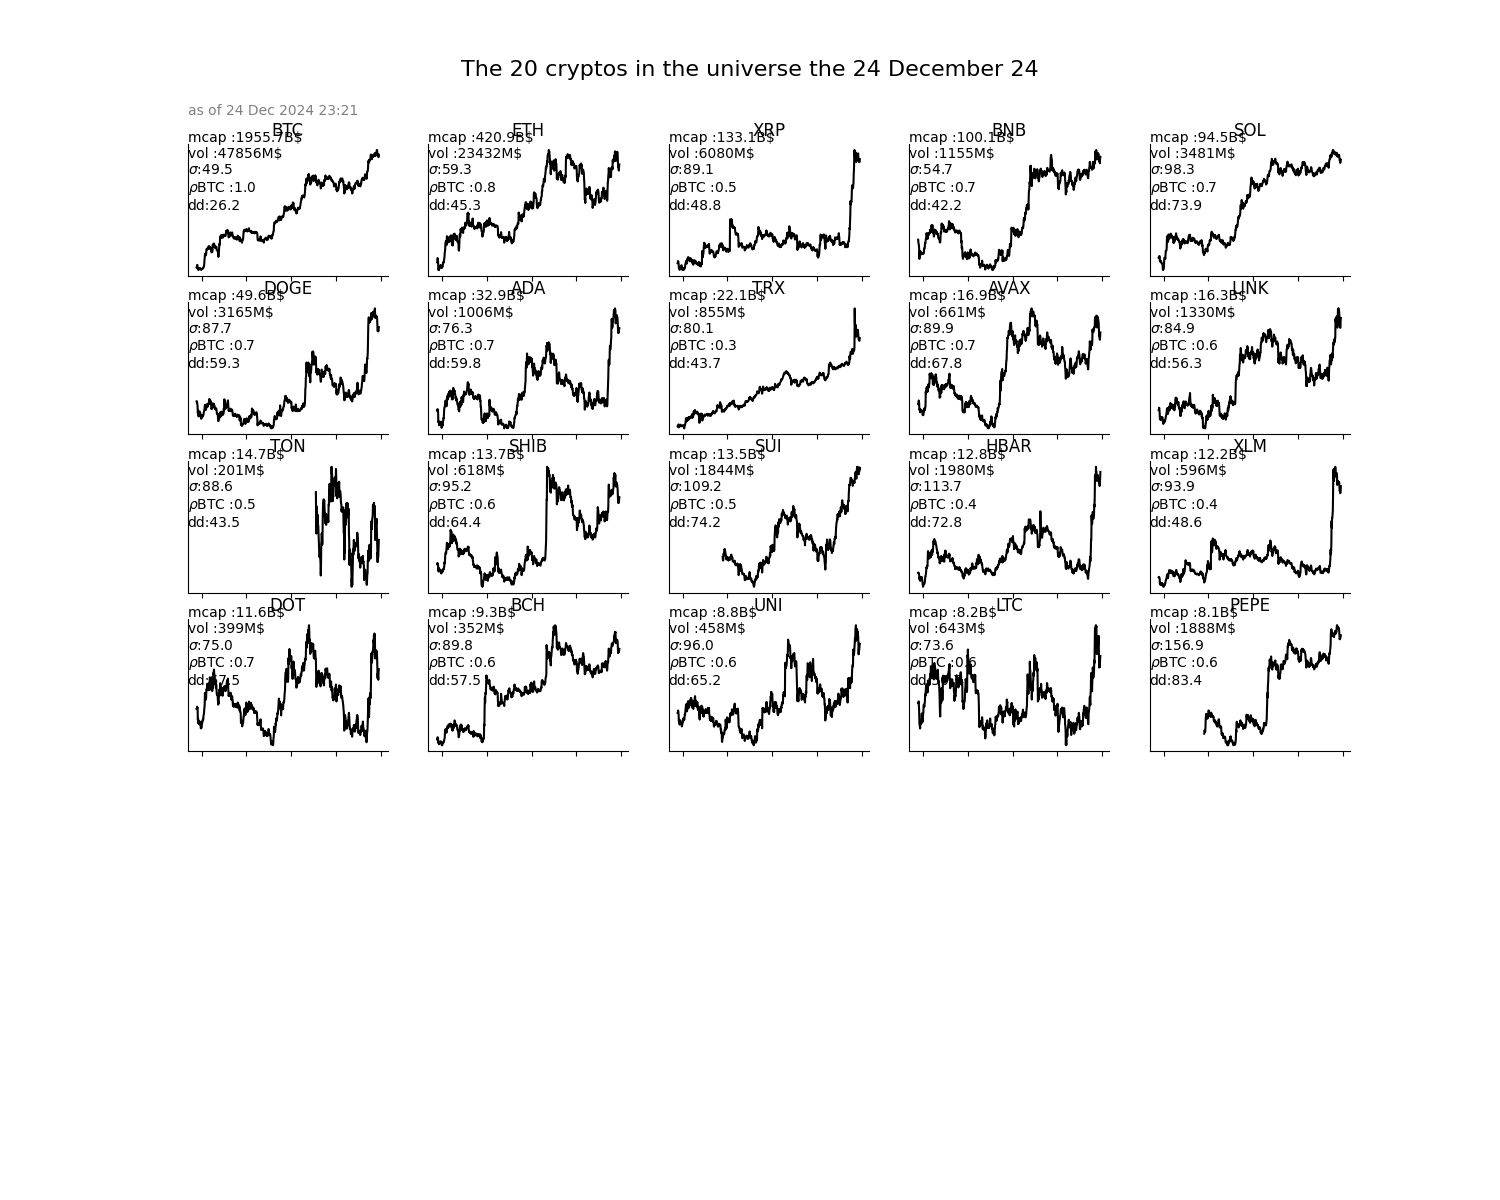 The 20 cryptos in the universe the 24 December 24
as of 24 Dec 2024 23:21
BTC
mcap :1955.7B$
vol :47856M$
σ:49.5
ρBTC :1.0
dd:26.2
ETH
mcap :420.9B$
vol :23432M$
σ:59.3
ρBTC :0.8
dd:45.3
XRP
mcap :133.1B$
vol :6080M$
σ:89.1
ρBTC :0.5
dd:48.8
BNB
mcap :100.1B$
vol :1155M$
σ:54.7
ρBTC :0.7
dd:42.2
SOL
mcap :94.5B$
vol :3481M$
σ:98.3
ρBTC :0.7
dd:73.9
DOGE
mcap :49.6B$
vol :3165M$
σ:87.7
ρBTC :0.7
dd:59.3
ADA
mcap :32.9B$
vol :1006M$
σ:76.3
ρBTC :0.7
dd:59.8
TRX
mcap :22.1B$
vol :855M$
σ:80.1
ρBTC :0.3
dd:43.7
AVAX
mcap :16.9B$
vol :661M$
σ:89.9
ρBTC :0.7
dd:67.8
LINK
mcap :16.3B$
vol :1330M$
σ:84.9
ρBTC :0.6
dd:56.3
TON
mcap :14.7B$
vol :201M$
σ:88.6
ρBTC :0.5
dd:43.5
SHIB
mcap :13.7B$
vol :618M$
σ:95.2
ρBTC :0.6
dd:64.4
SUI
mcap :13.5B$
vol :1844M$
σ:109.2
ρBTC :0.5
dd:74.2
HBAR
mcap :12.8B$
vol :1980M$
σ:113.7
ρBTC :0.4
dd:72.8
XLM
mcap :12.2B$
vol :596M$
σ:93.9
ρBTC :0.4
dd:48.6
DOT
mcap :11.6B$
vol :399M$
σ:75.0
ρBTC :0.7
BCH
mcap :9.3B$
vol :352M$
σ:89.8
ρBTC :0.6
dd:57.5
UNI
mcap :8.8B$
vol :458M$
σ:96.0
ρBTC :0.6
dd:65.2
LTC
mcap :8.2B$
vol :643M$
σ:73.6
ρBTC :0.6
PEPE
mcap :8.1B$
vol :1888M$
σ:156.9
ρBTC :0.6
dd:83.4